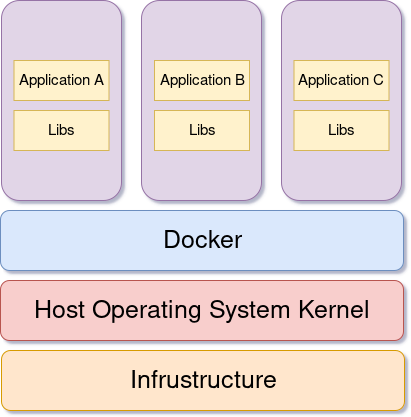 Application A
Application B
Application C
Libs
Libs
Libs
Docker
Host Operating System Kernel
Infrustructure